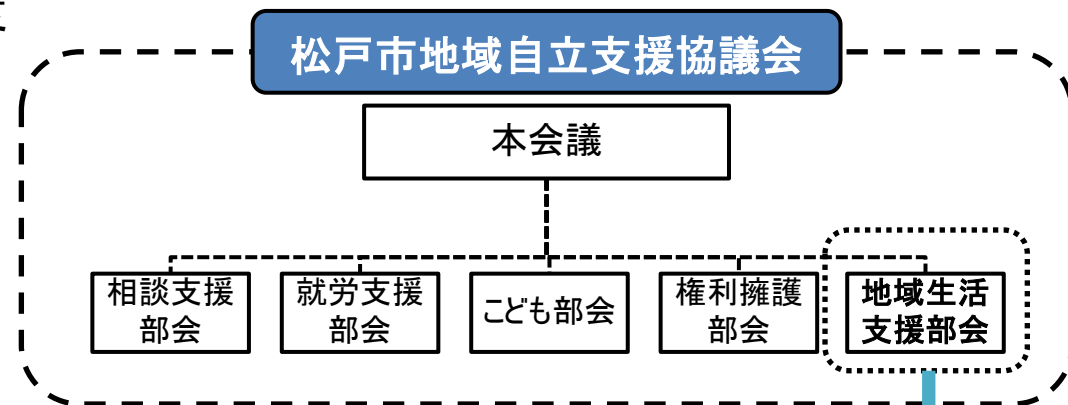 松戸市地域自立支援協議会
本会議
相談支援
部会
就労支援
部会
こども部会
権利擁護
部会
地域生活
支援部会